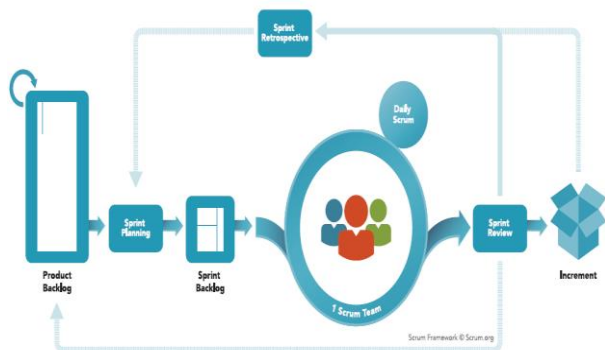 Sprint
Retrospective
Daily
Scrum
Sprint
Planning
Sprint
Review
Product
Backlog
Sprint
Backlog
1 Scrum Team
Increment
Scrum Framework © Scrum.org